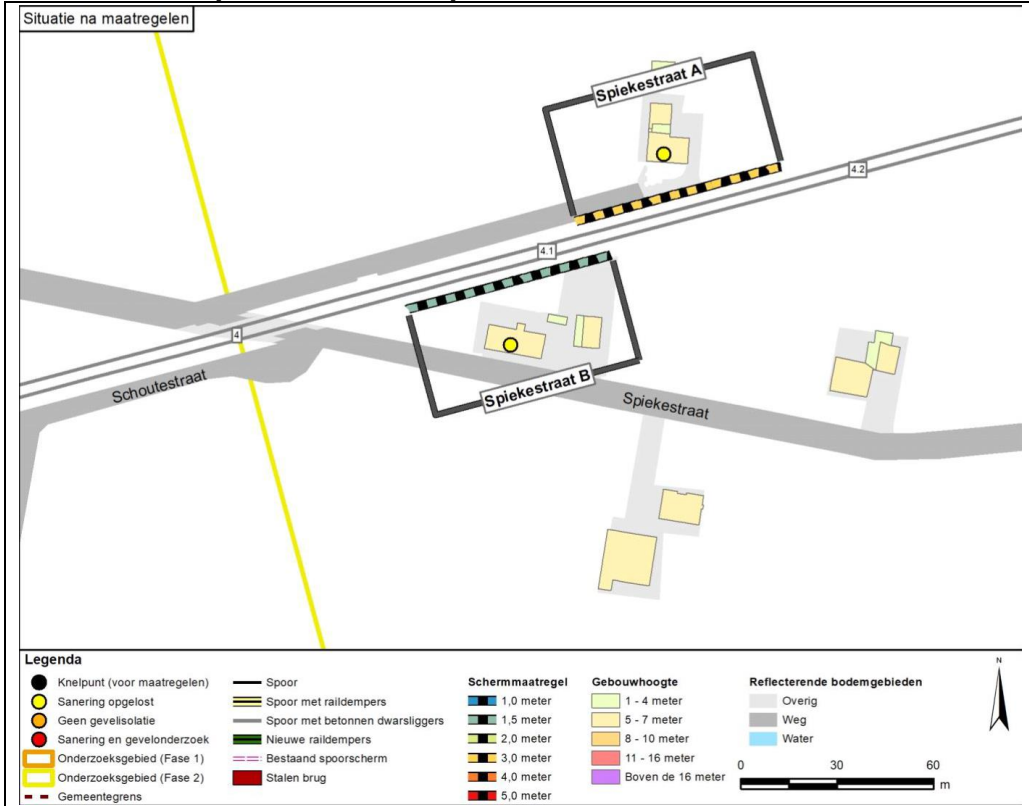 Situatie na maatregelen
Spiekestraat A
4.2
4.1
4
Schoutestraat
Spiekestraat B
Spiekestraat
Legenda
Knelpunt (voor maatregelen)
Sanering opgelost
Geen gevelisolatie
Sanering en gevelonderzoek
Onderzoeksgebied (Fase 1)
Onderzoeksgebied (Fase 2)
Gemeentegrens
Spoor
Spoor met raildempers
Spoor met betonnen dwarsliggers
Nieuwe raildempers
Bestaand spoorscherm
Stalen brug
Schermmaatregel
1,0 meter
1,5 meter
2,0 meter
3,0 meter
4,0 meter
5,0 meter
Gebouwhoogte
1 - 4 meter
5 - 7 meter
8 - 10 meter
11 - 16 meter
Boven de 16 meter
Reflecterende bodemgebieden
Overig
Weg
Water
N
0 30 60
m